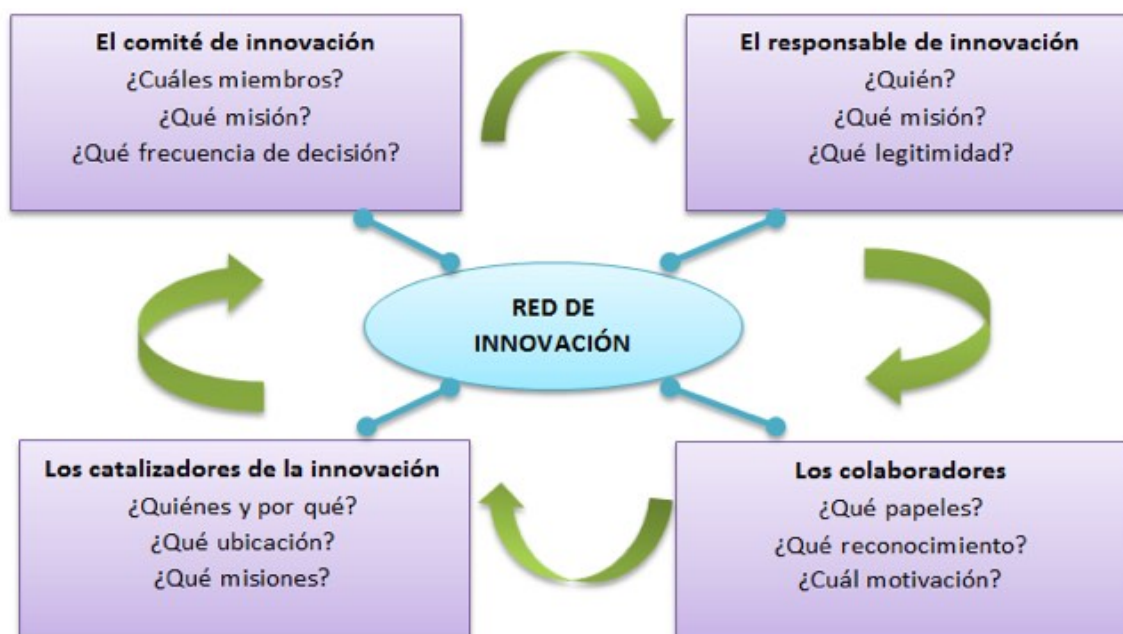 El comité de innovación
¿Cuáles miembros?
¿Qué misión?
¿Qué frecuencia de decisión?
El responsable de innovación
¿Quién?
¿Qué misión?
¿Qué legitimidad?
RED DE
INNOVACIÓN
Los catalizadores de la innovación
¿Quiénes y por qué?
¿Qué ubicación?
¿Qué misiones?
Los colaboradores
¿Qué papeles?
¿Qué reconocimiento?
¿Cuál motivación?